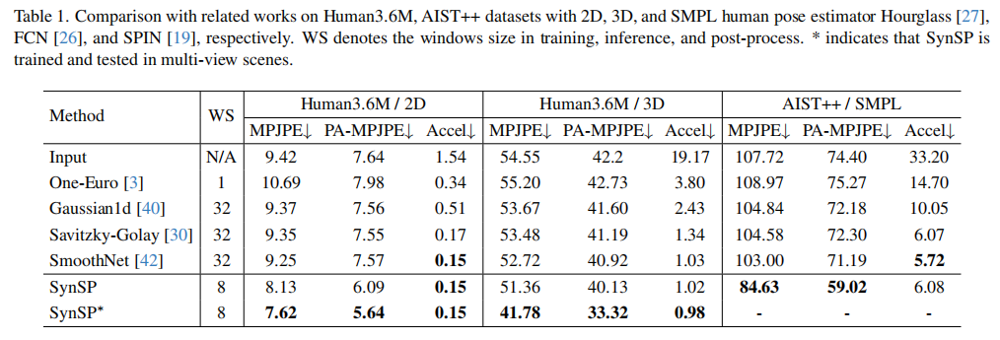 Table 1. Comparison with related works on Human3.6M, AIST++ datasets with 2D, 3D, and SMPL human pose estimator Hourglass [27],
FCN [26], and SPIN [19], respectively. WS denotes the windows size in training, inference, and post-process. * indicates that SynSP is
trained and tested in multi-view scenes.
Method WS Human3.6M / 2D Human3.6M / 3D AIST++ / SMPL
MPJPE↓ PA-MPJPE↓ Accel↓ MPJPE↓ PA-MPJPE↓ Accel↓ MPJPE↓ PA-MPJPE↓ Accel↓
Input N/A 9.42 7.64 1.54 54.55 42.2 19.17 107.72 74.40 33.20
One-Euro [3] 1 10.69 7.98 0.34 55.20 42.73 3.80 108.97 75.27 14.70
Gaussian1d [40] 32 9.37 7.56 0.51 53.67 41.60 2.43 104.84 72.18 10.05
Savitzky-Golay [30] 32 9.35 7.55 0.17 53.48 41.19 1.34 104.58 72.30 6.07
SmoothNet [42] 32 9.25 7.57 0.15 52.72 40.92 1.03 103.00 71.19 5.72
SynSP 8 8.13 6.09 0.15 51.36 40.13 1.02 84.63 59.02 6.08
SynSP* 8 7.62 5.64 0.15 41.78 33.32 0.98 - - -